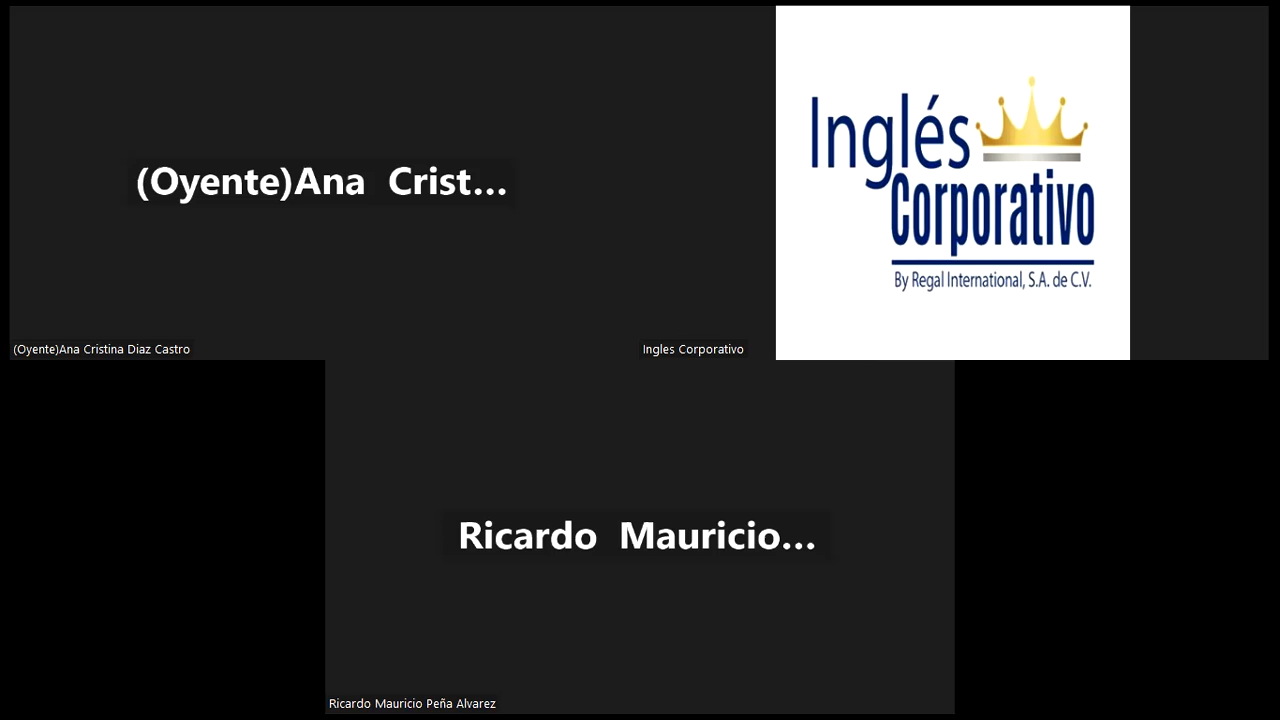 (Oyente)Ana Crist...
(Oyente)Ana Cristina Diaz Castro
Inglés
Corporativo
By Regal International, S.A. de C.V.
Ingles Corporativo
Ricardo Mauricio...
Ricardo Mauricio Peña Alvarez